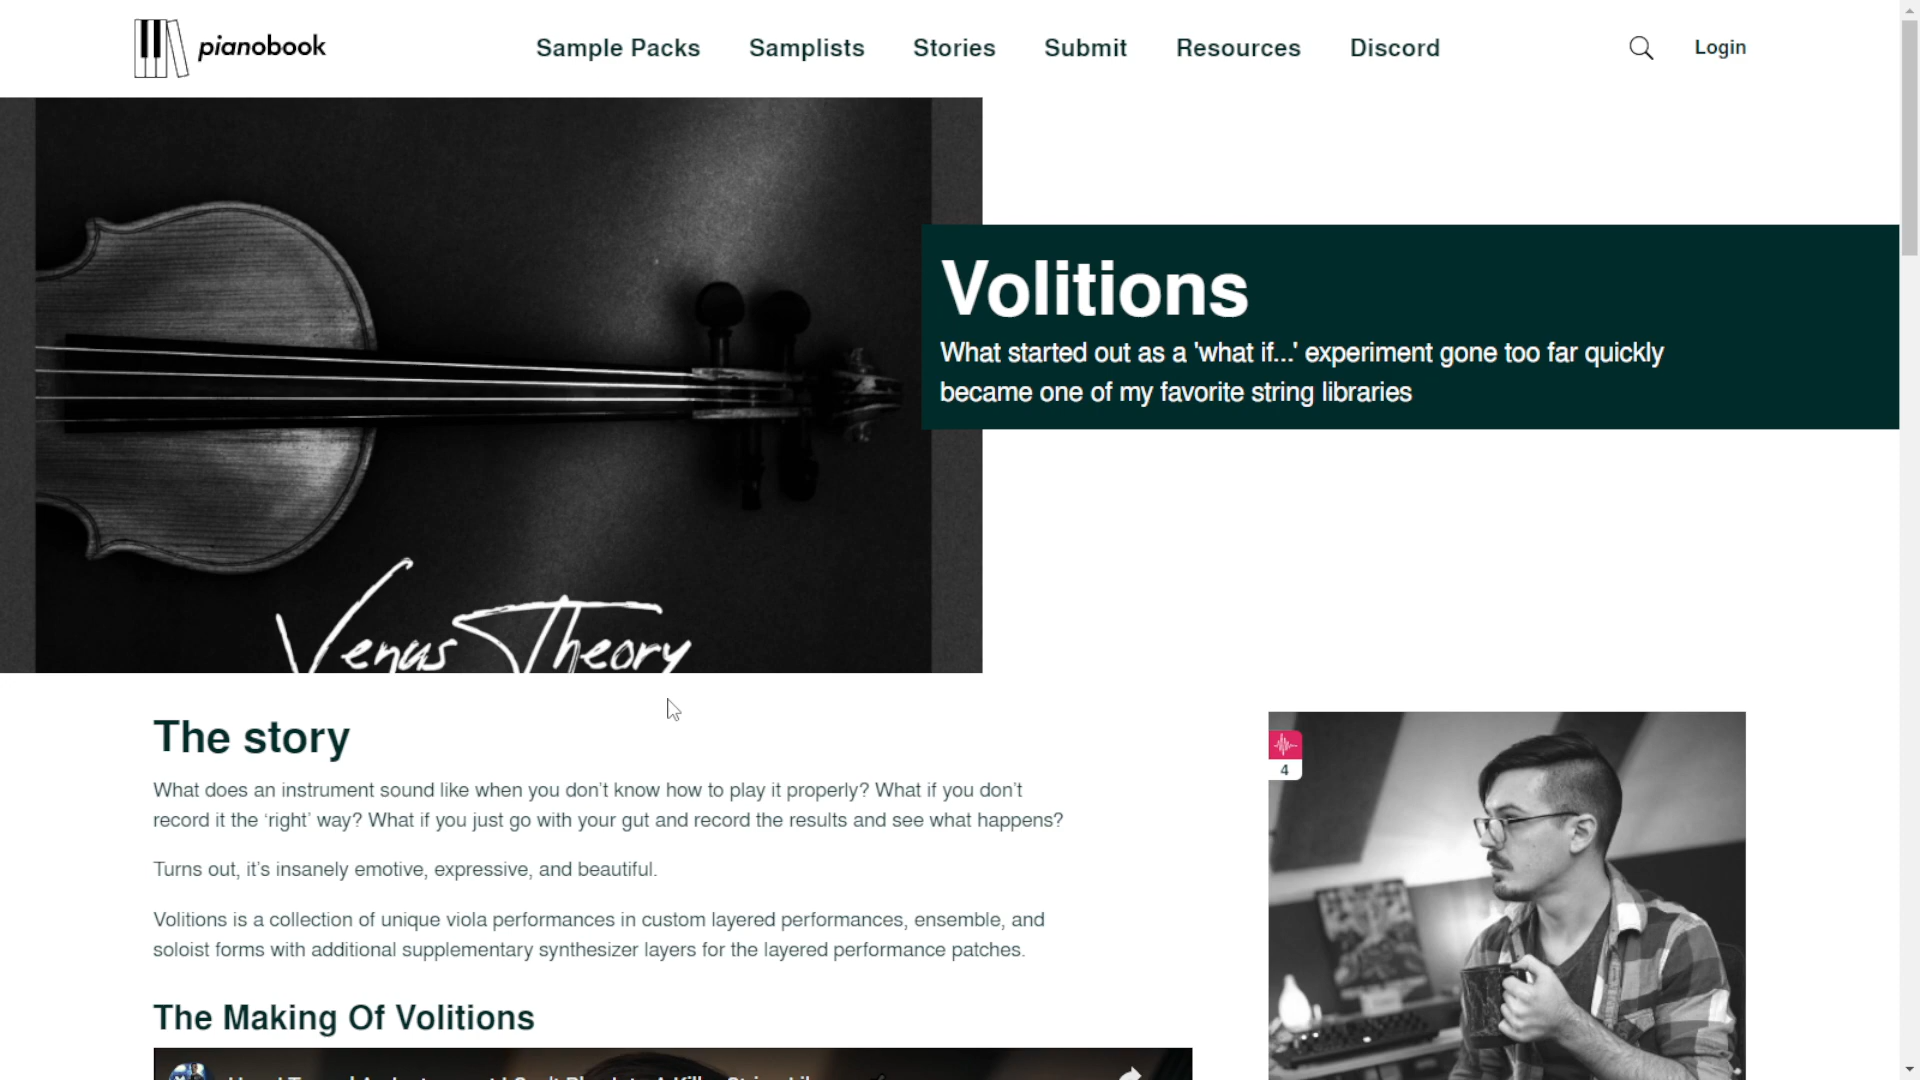 pianobook
Sample Packs
Samplists
Stories
Submit
Resources
Discord
Login
Volitions
What started out as a 'what if...' experiment gone too far quickly
became one of my favorite string libraries
Venus Theory
The story
4
What does an instrument sound like when you don’t know how to play it properly? What if you don’t
record it the ‘right’ way? What if you just go with your gut and record the results and see what happens?
Turns out, it’s insanely emotive, expressive, and beautiful.
Volitions is a collection of unique viola performances in custom layered performances, ensemble, and
soloist forms with additional supplementary synthesizer layers for the layered performance patches.
The Making Of Volitions